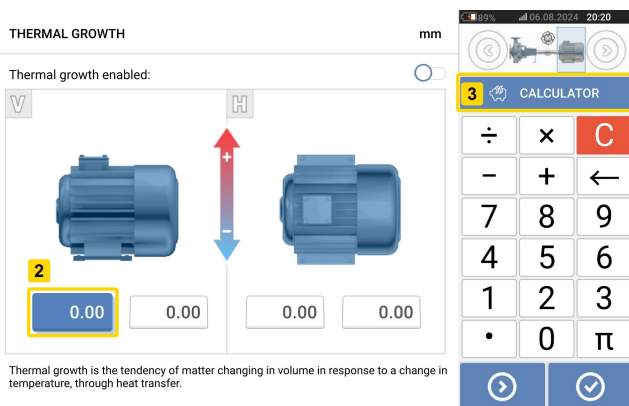 THERMAL GROWTH mm
89% 06.08.2024 20:20
Thermal growth enabled:
V H
M
3 CALCULATOR
÷ × C
+
− + ←
7 8 9
4 5 6
−
2
1 2 3
0.00 0.00 0.00 0.00
. 0 π
Thermal growth is the tendency of matter changing in volume in response to a change in
temperature, through heat transfer.